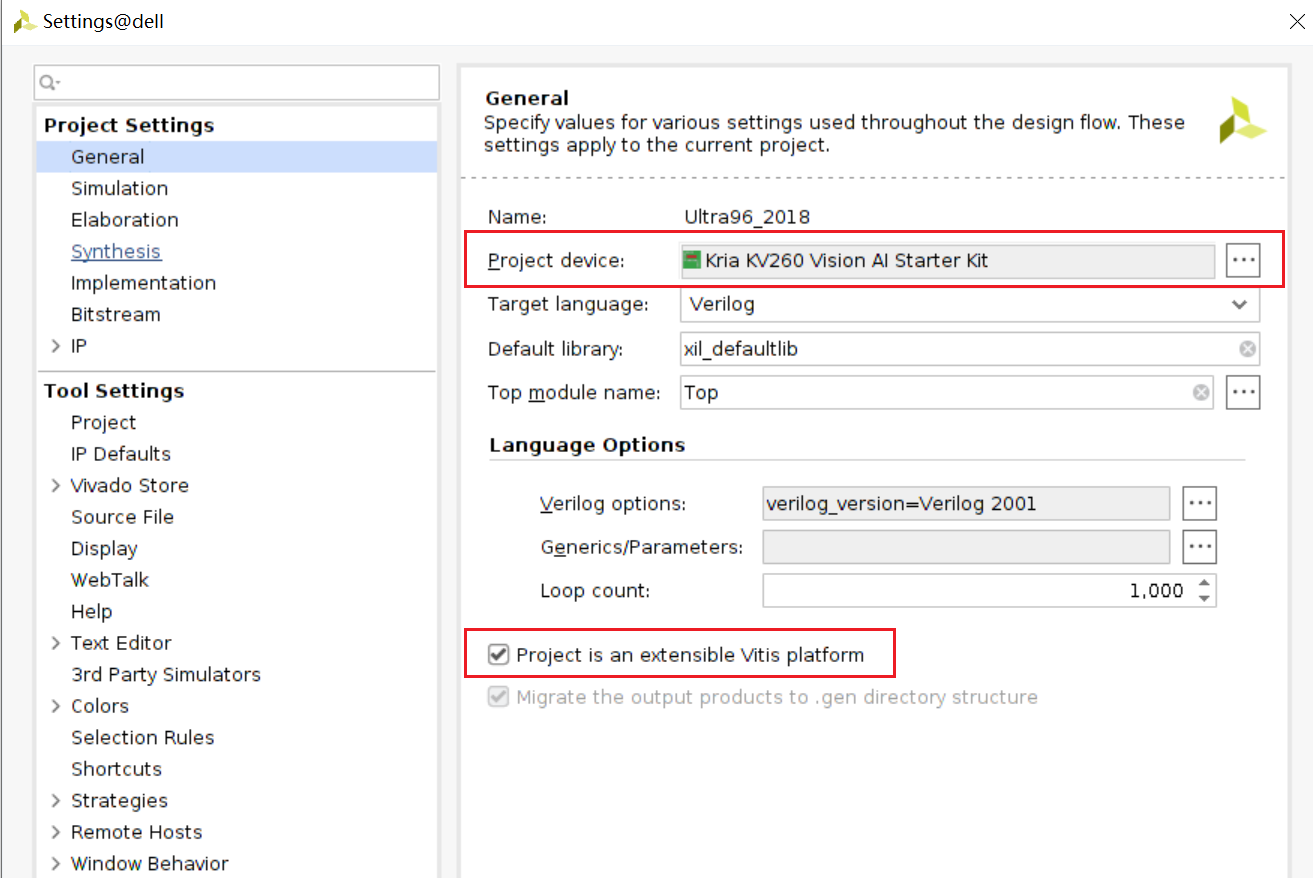 Settings@dell
Project Settings
General
Simulation
Elaboration
Synthesis
Implementation
Bitstream
IP
Tool Settings
Project
IP Defaults
Vivado Store
Source File
Display
WebTalk
Help
Text Editor
3rd Party Simulators
Colors
Selection Rules
Shortcuts
Strategies
Remote Hosts
Window Behavior
General
Specify values for various settings used throughout the design flow. These
settings apply to the current project.
Name: Ultra96_2018
Project device: Kria KV260 Vision AI Starter Kit
Target language: Verilog
Default library: xil_defaultlib
Top module name: Top
Language Options
Verilog options: verilog_version=Verilog 2001
Generics/Parameters:
Loop count: 1,000
Project is an extensible Vitis platform
Migrate the output products to .gen directory structure